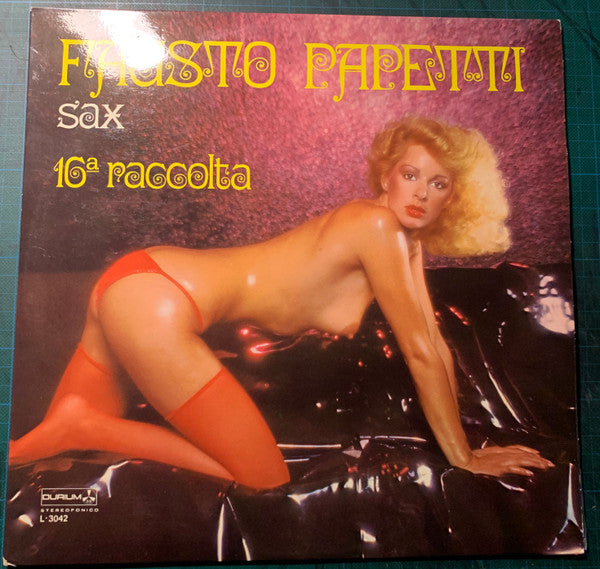 FAUSTO PAPETTI
sax
16ª raccolta
DURIUM
STEREOFONICO
L·3042